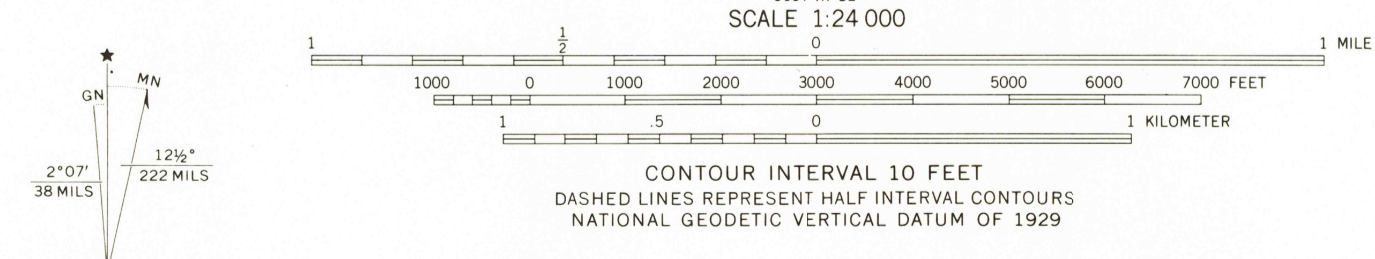 SCALE 1:24 000
1 1/2 0 1 MILE
1000 0 1000 2000 3000 4000 5000 6000 7000 FEET
1 .5 0 1 KILOMETER
CONTOUR INTERVAL 10 FEET
DASHED LINES REPRESENT HALF INTERVAL CONTOURS
NATIONAL GEODETIC VERTICAL DATUM OF 1929
★
MN
GN
2°07′
38 MILS
12½°
222 MILS